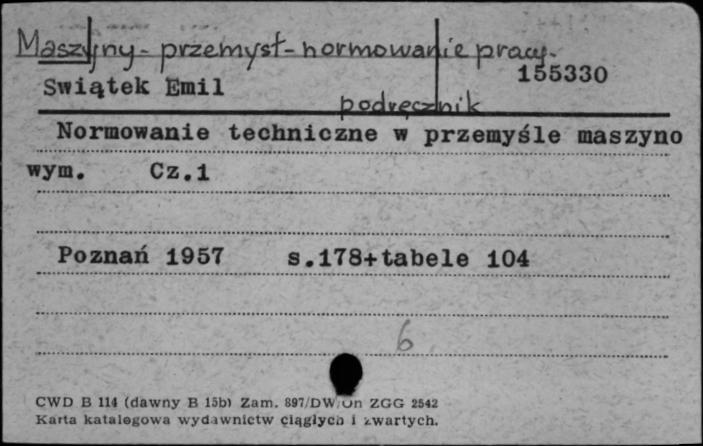 Maszyny - przemysł - normowanie pracy.
155330
Swiątek Emil
podręcznik
Normowanie techniczne w przemyśle maszyno
wym. Cz.1
Poznań 1957 s.178+tabele 104
6
CWD B 114 (dawny B 15b) Zam. 897/DW/Un ZGG 2542
Karta katalogowa wydawnictw ciągłych i zwartych.